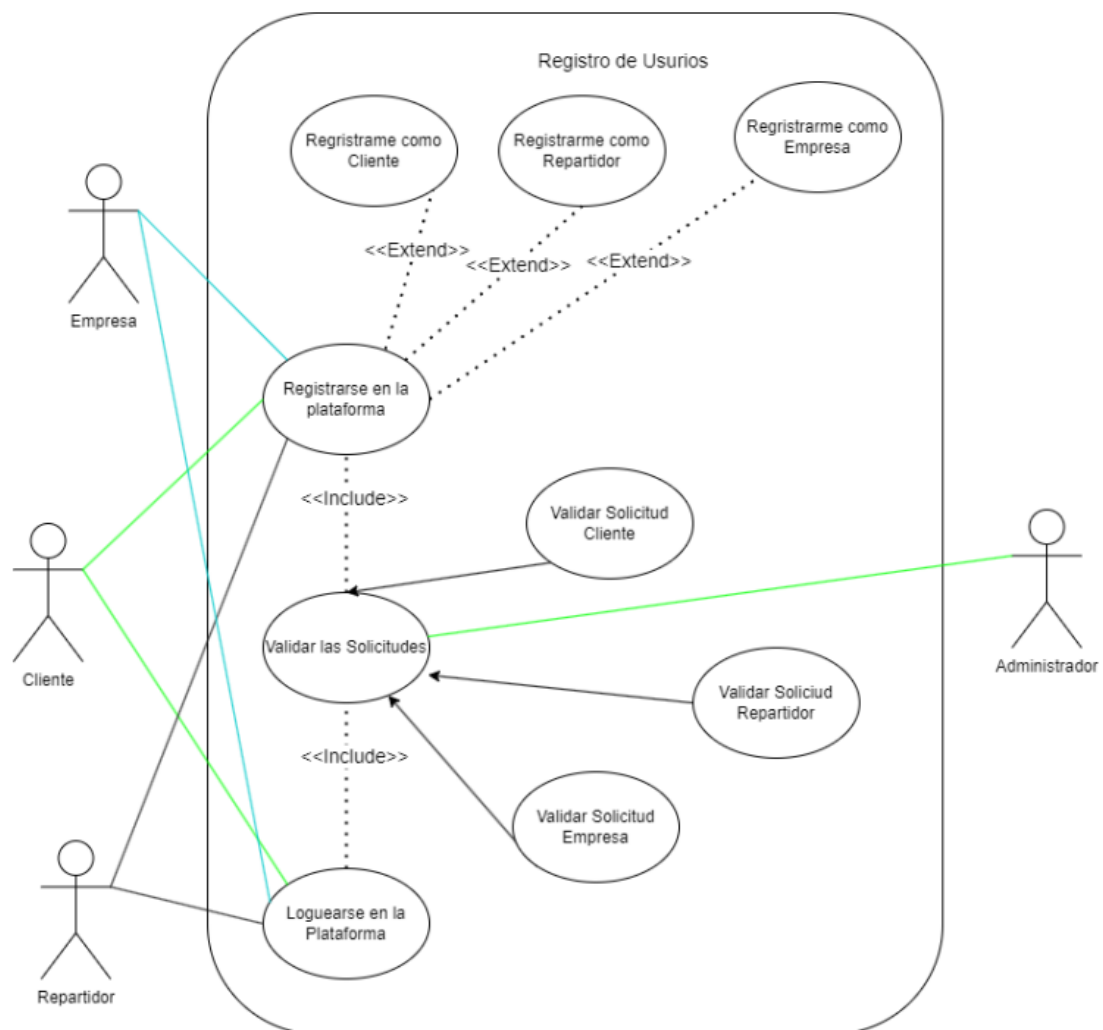 Registro de Usurios
Regristrame como
Cliente
Registrarme como
Repartidor
Regristrarme como
Empresa
<<Extend>>
<<Extend>>
<<Extend>>
Empresa
Registrarse en la
plataforma
<<Include>>
Validar Solicitud
Cliente
Cliente
Validar las Solicitudes
Administrador
Validar Soliciud
Repartidor
<<Include>>
Validar Solicitud
Empresa
Loguearse en la
Plataforma
Repartidor